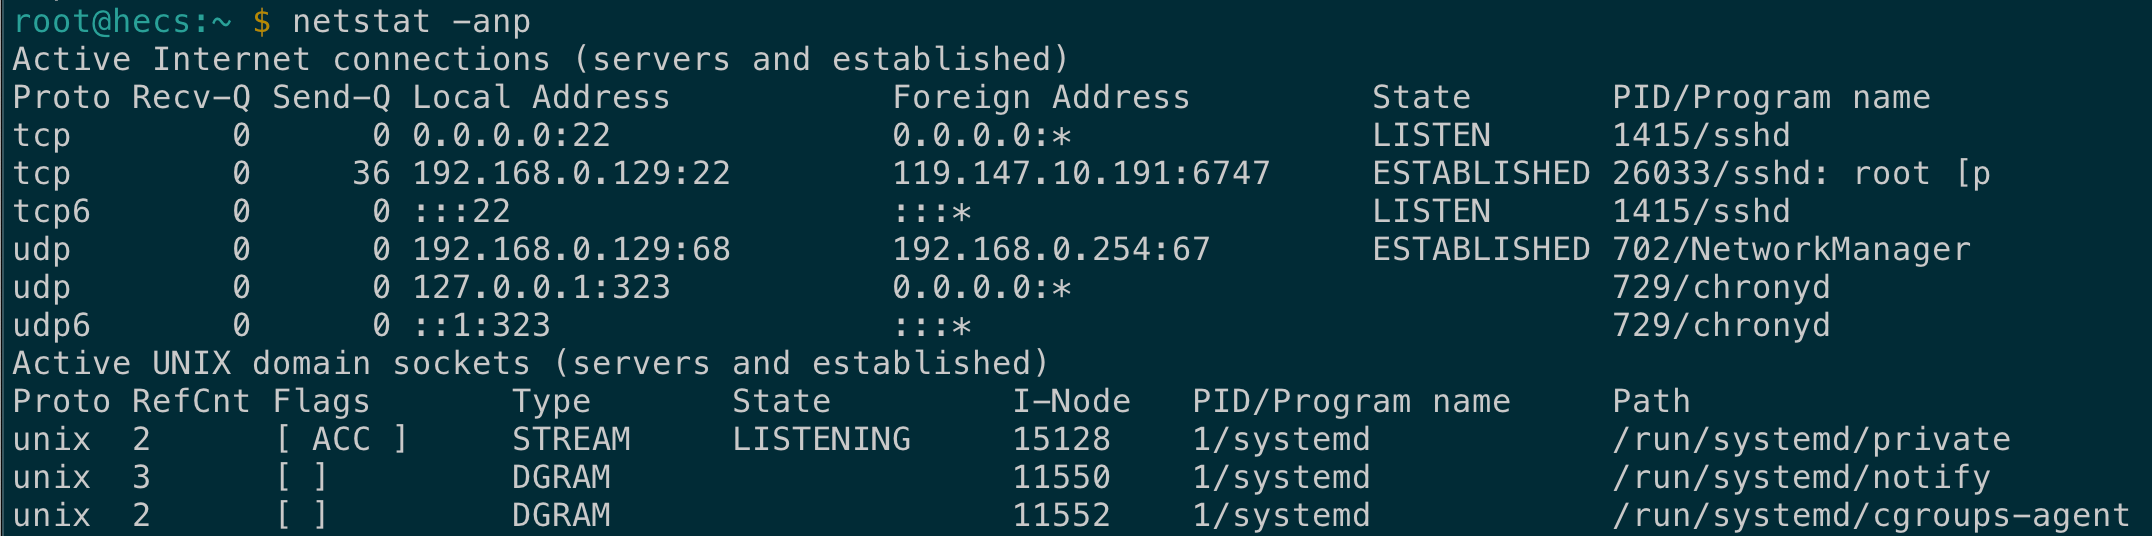 root@hecs:~ $ netstat -anp
Active Internet connections (servers and established)
Proto Recv-Q Send-Q Local Address           Foreign Address         State       PID/Program name
tcp        0      0 0.0.0.0:22              0.0.0.0:*               LISTEN      1415/sshd
tcp        0     36 192.168.0.129:22        119.147.10.191:6747     ESTABLISHED 26033/sshd: root [p
tcp6       0      0 :::22                   :::*                    LISTEN      1415/sshd
udp        0      0 192.168.0.129:68        192.168.0.254:67        ESTABLISHED 702/NetworkManager
udp        0      0 127.0.0.1:323           0.0.0.0:*                           729/chronyd
udp6       0      0 ::1:323                 :::*                                729/chronyd
Active UNIX domain sockets (servers and established)
Proto RefCnt Flags       Type       State         I-Node   PID/Program name     Path
unix  2      [ ACC ]     STREAM     LISTENING     15128    1/systemd            /run/systemd/private
unix  3      [ ]         DGRAM                    11550    1/systemd            /run/systemd/notify
unix  2      [ ]         DGRAM                    11552    1/systemd            /run/systemd/cgroups-agent